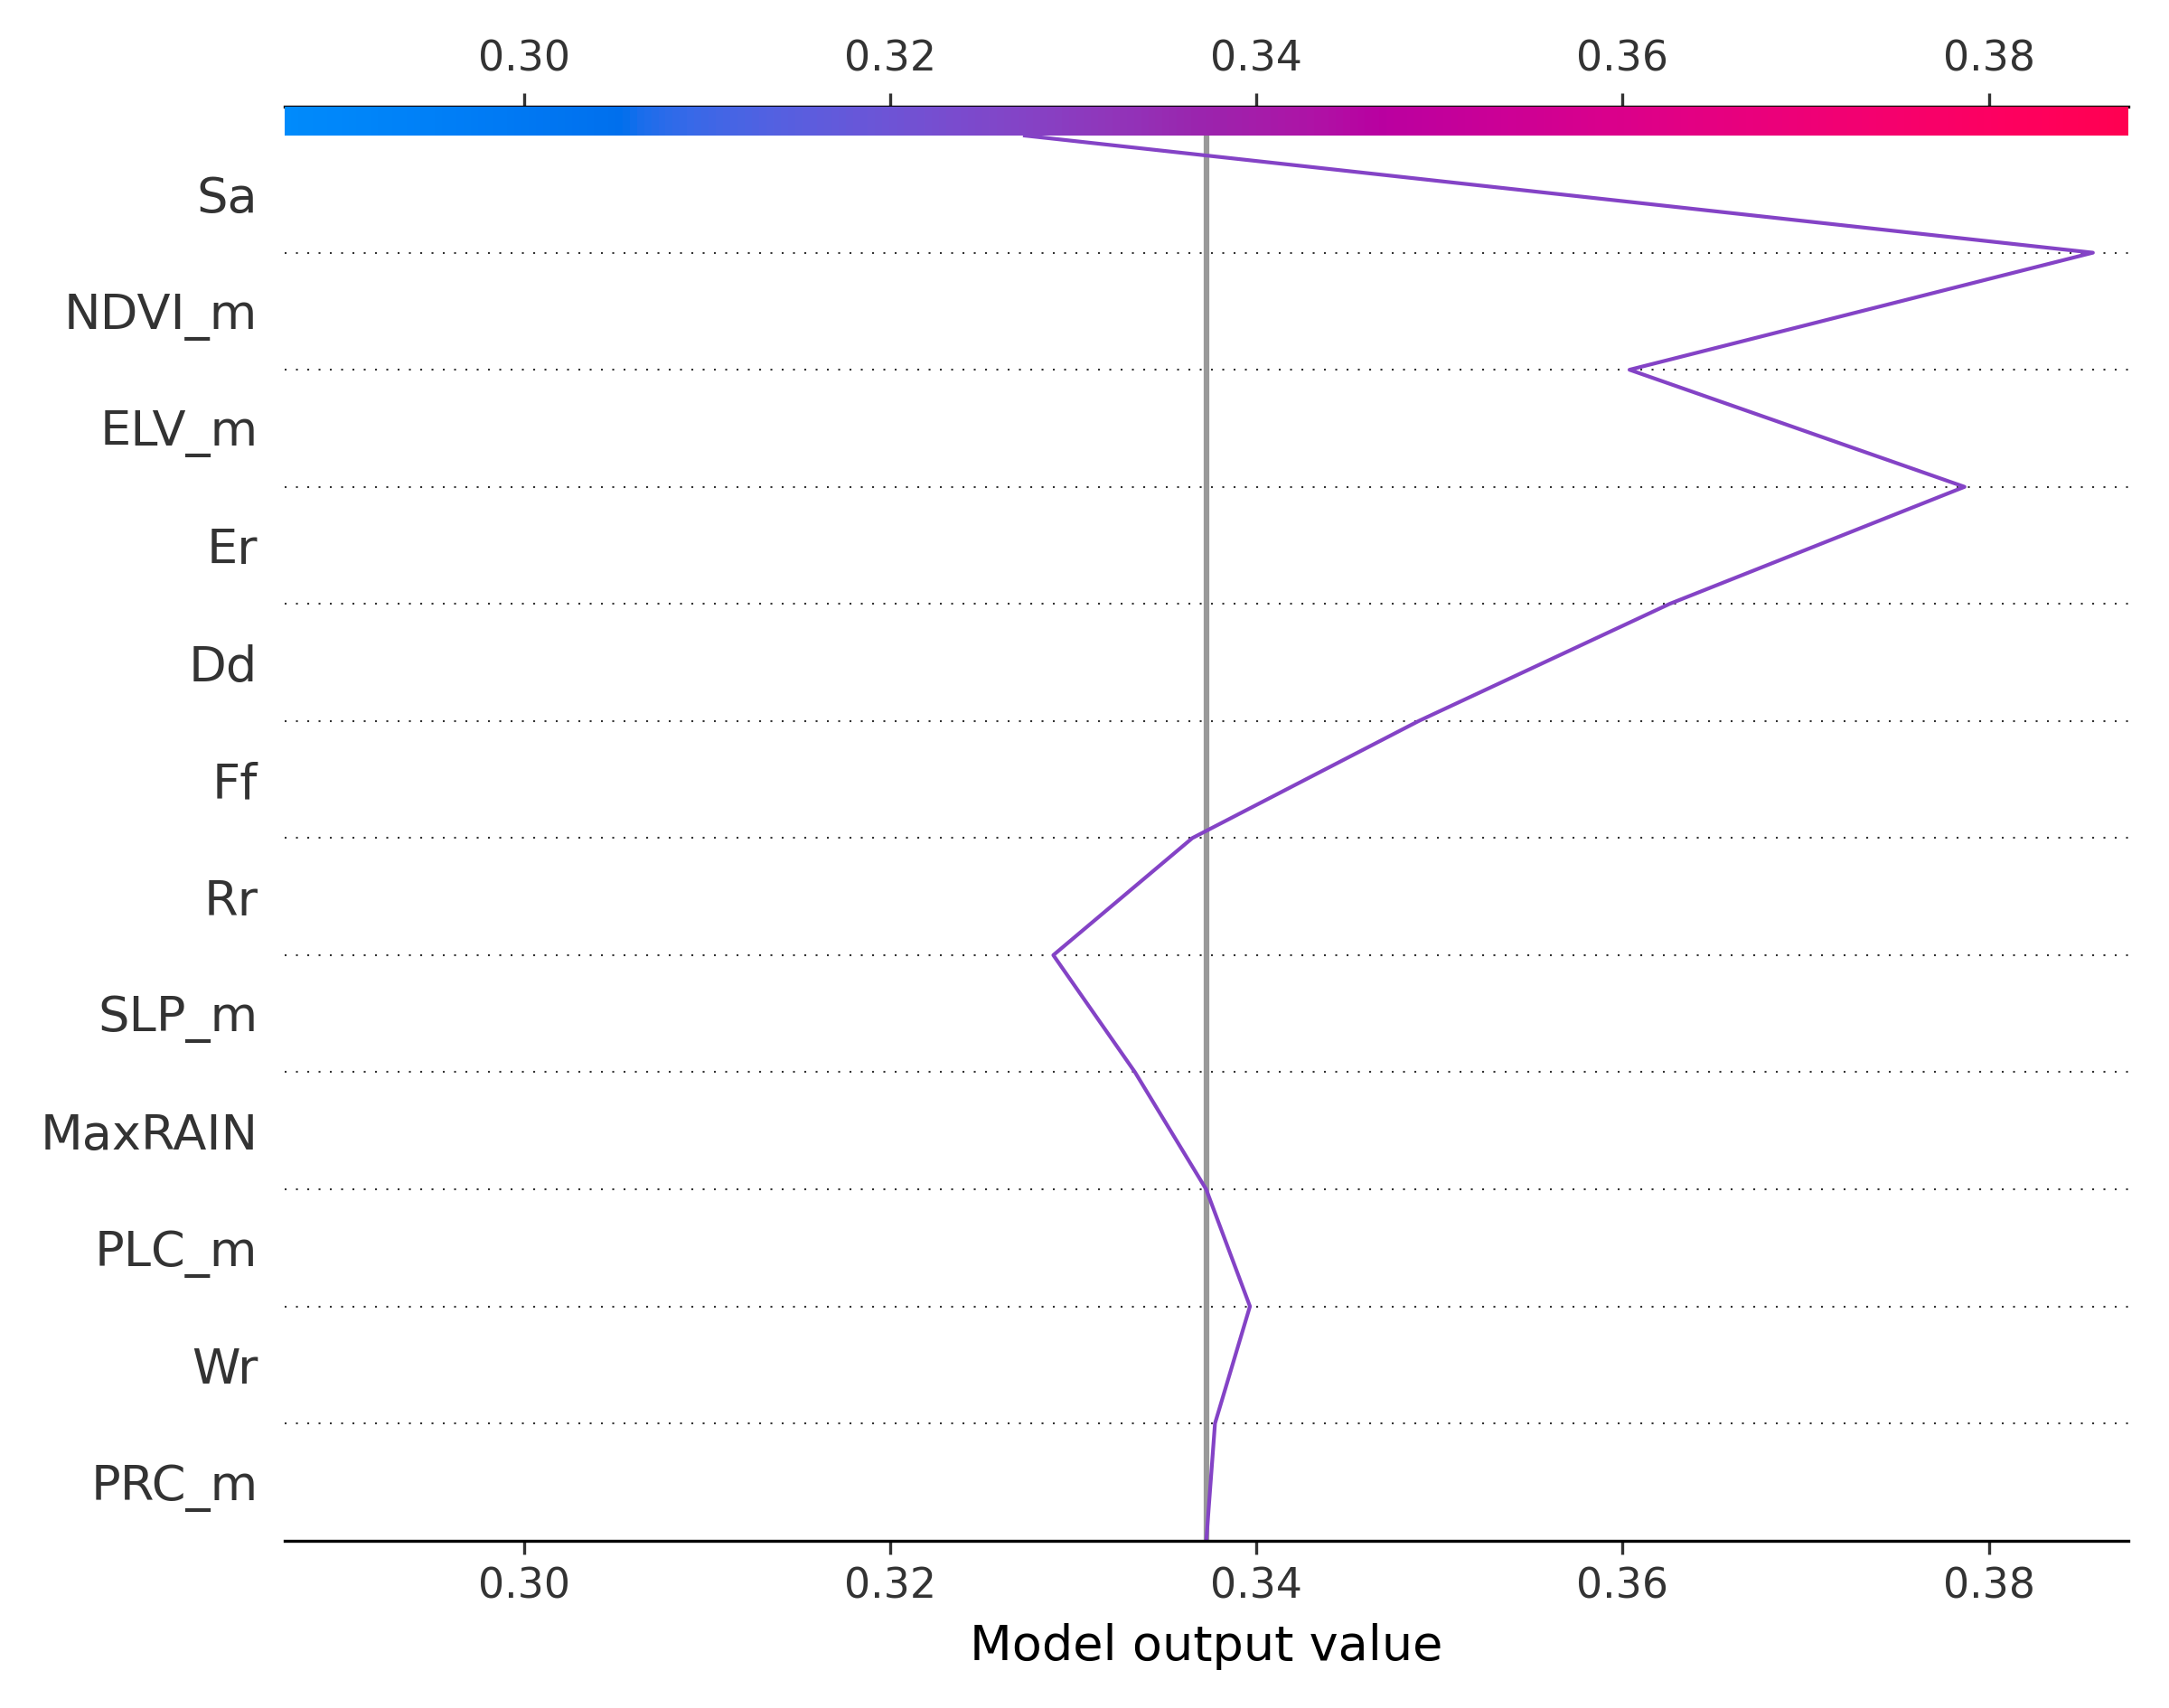 0.30 0.32 0.34 0.36 0.38
Sa
NDVI_m
ELV_m
Er
Dd
Ff
Rr
SLP_m
MaxRAIN
PLC_m
Wr
PRC_m
0.30 0.32 0.34 0.36 0.38
Model output value